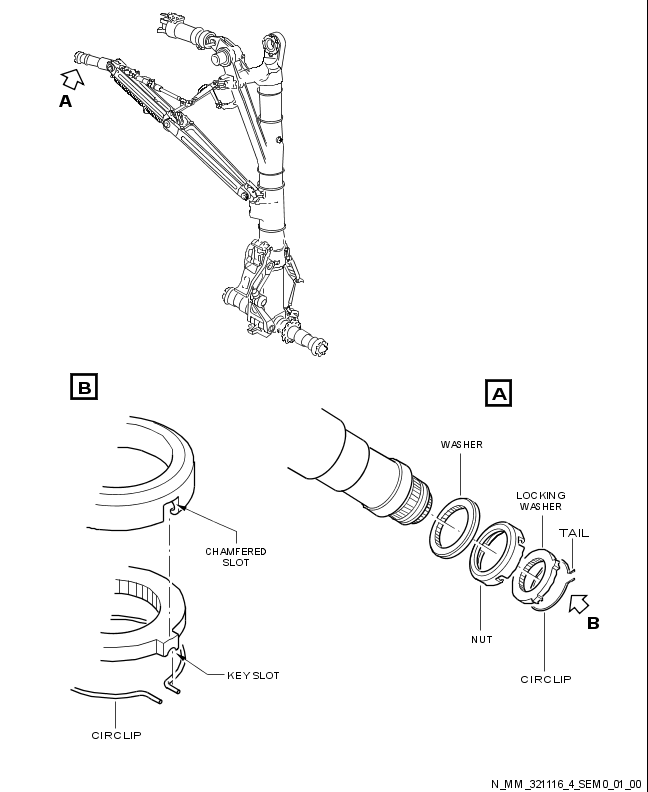 A
B
A
WASHER
LOCKING
WASHER
TAIL
CHAMFERED
SLOT
B
NUT
KEY SLOT
CIRCLIP
CIRCLIP
N_MM_321116_4_SEM0_01_00